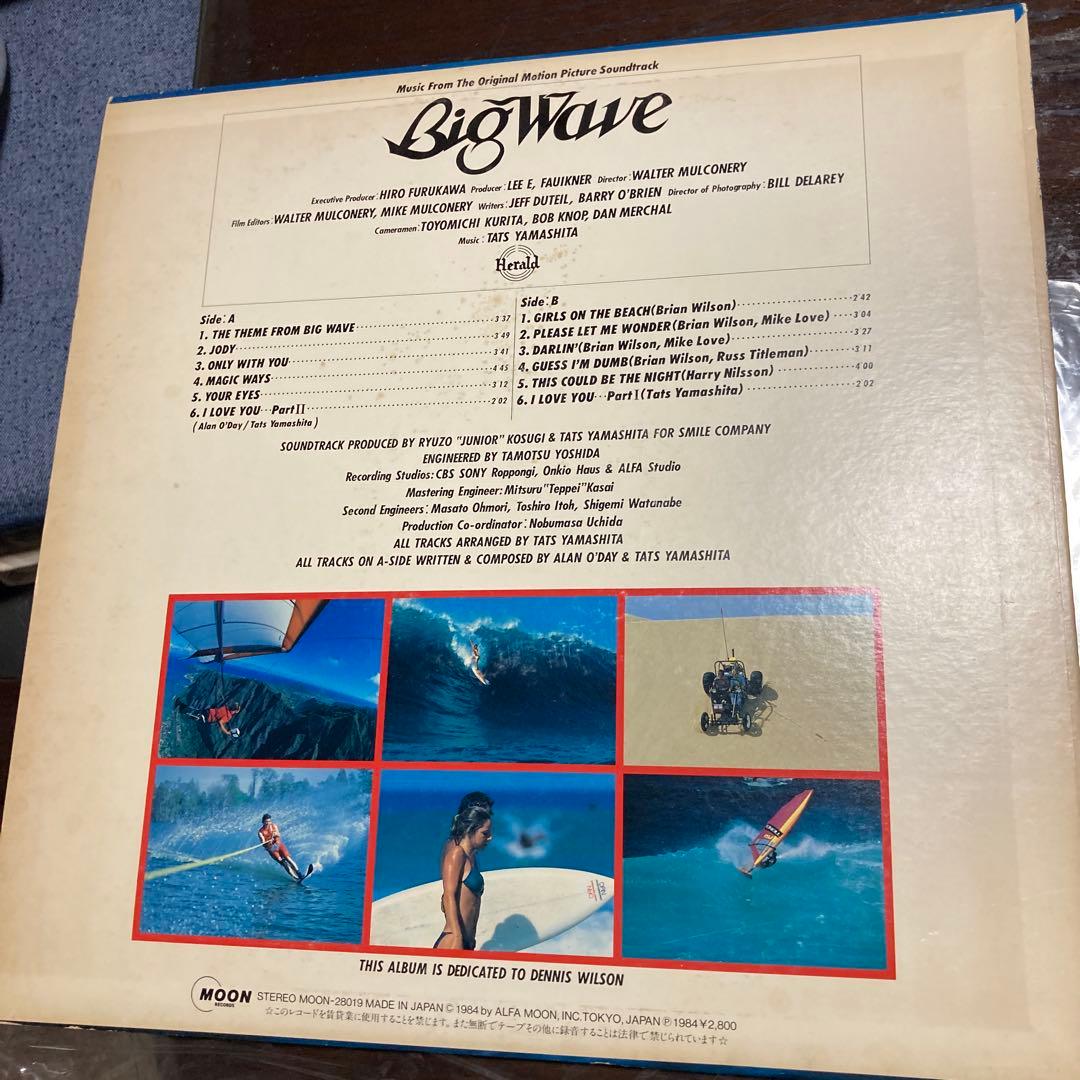 Music From The Original Motion Picture Soundtrack
Big Wave
Executive Producer: HIRO FURUKAWA Producer: LEE E, FAUIKNER Director: WALTER MULCONERY
Film Editors: WALTER MULCONERY, MIKE MULCONERY Writers: JEFF DUTEIL, BARRY O'BRIEN Director of Photography: BILL DELAREY
Cameramen: TOYOMICHI KURITA, BOB KNOP, DAN MERCHAL
Music: TATS YAMASHITA
Herald
Side: A
1. THE THEME FROM BIG WAVE 3 37
2. JODY 3 49
3. ONLY WITH YOU 3 41
4. MAGIC WAYS 4 45
5. YOUR EYES 3 12
6. I LOVE YOU…Part II 2 02
(Alan O'Day / Tats Yamashita)
Side: B
1. GIRLS ON THE BEACH (Brian Wilson) 2 42
2. PLEASE LET ME WONDER (Brian Wilson, Mike Love) 3 04
3. DARLIN' (Brian Wilson, Mike Love) 3 27
4. GUESS I'M DUMB (Brian Wilson, Russ Titleman) 3 11
5. THIS COULD BE THE NIGHT (Harry Nilsson) 4 00
6. I LOVE YOU…Part I (Tats Yamashita) 2 02
SOUNDTRACK PRODUCED BY RYUZO "JUNIOR" KOSUGI & TATS YAMASHITA FOR SMILE COMPANY
ENGINEERED BY TAMOTSU YOSHIDA
Recording Studios: CBS SONY Roppongi, Onkio Haus & ALFA Studio
Mastering Engineer: Mitsuru "Teppei" Kasai
Second Engineers: Masato Ohmori, Toshiro Itoh, Shigemi Watanabe
Production Co-ordinator: Nobumasa Uchida
ALL TRACKS ARRANGED BY TATS YAMASHITA
ALL TRACKS ON A-SIDE WRITTEN & COMPOSED BY ALAN O'DAY & TATS YAMASHITA
THIS ALBUM IS DEDICATED TO DENNIS WILSON
MOON RECORDS STEREO MOON-28019 MADE IN JAPAN © 1984 by ALFA MOON, INC. TOKYO, JAPAN ℗ 1984 ¥2,800
☆このレコードを賃貸業に使用することを禁じます。また無断でテープその他に録音することは法律で禁じられています☆